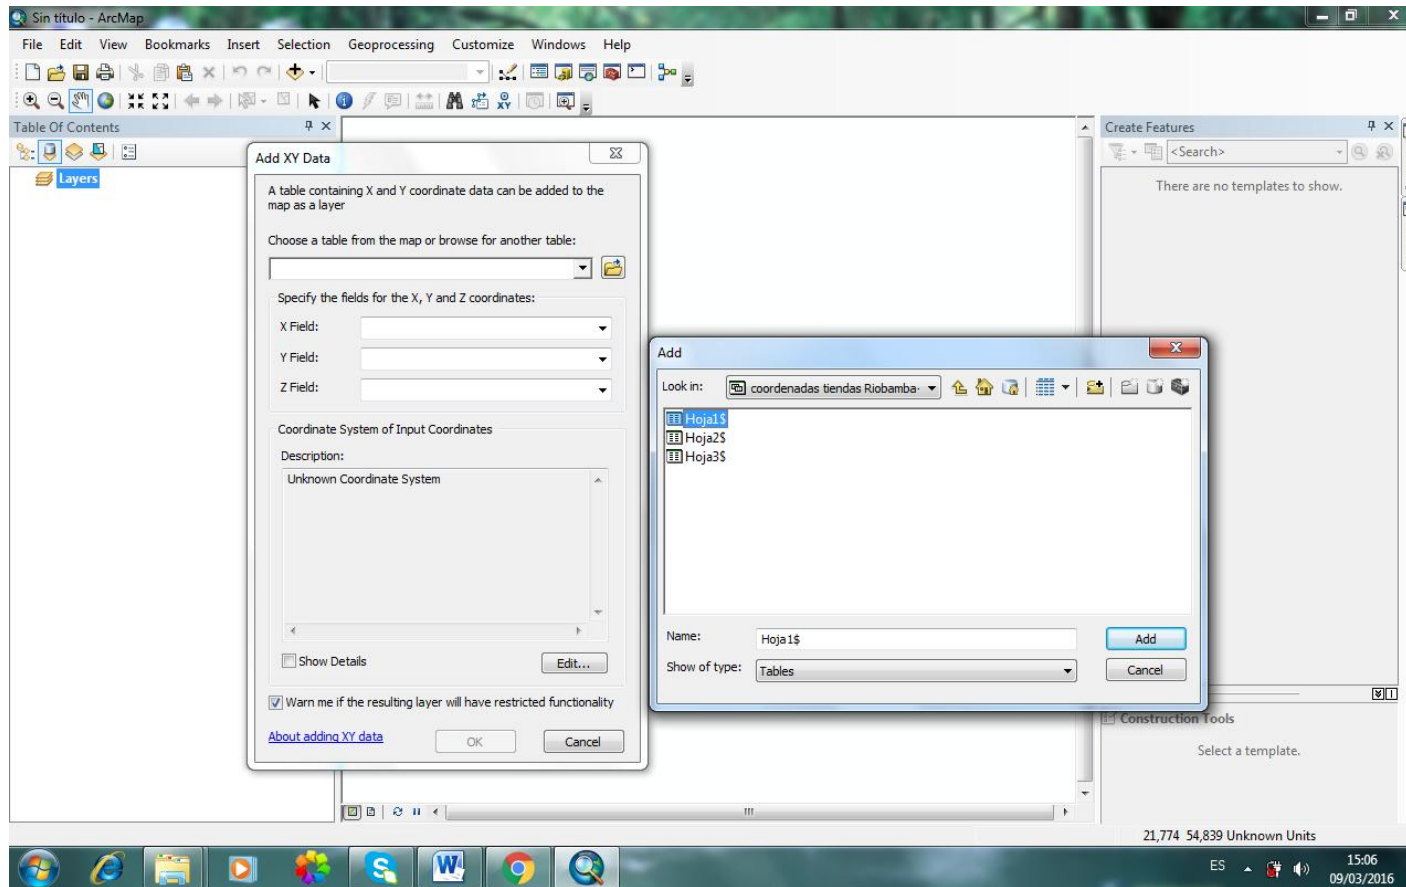 Sin título - ArcMap
File Edit View Bookmarks Insert Selection Geoprocessing Customize Windows Help
Table Of Contents
Layers
Add XY Data
A table containing X and Y coordinate data can be added to the
map as a layer
Choose a table from the map or browse for another table:
Specify the fields for the X, Y and Z coordinates:
X Field:
Y Field:
Z Field:
Coordinate System of Input Coordinates
Description:
Unknown Coordinate System
Show Details
Edit...
Warn me if the resulting layer will have restricted functionality
About adding XY data
OK
Cancel
Add
Look in: coordenadas tiendas Riobamba-
Hoja1$
Hoja2$
Hoja3$
Name: Hoja1$
Add
Show of type: Tables
Cancel
Create Features
<Search>
There are no templates to show.
Construction Tools
Select a template.
21,774 54,839 Unknown Units
ES
15:06
09/03/2016